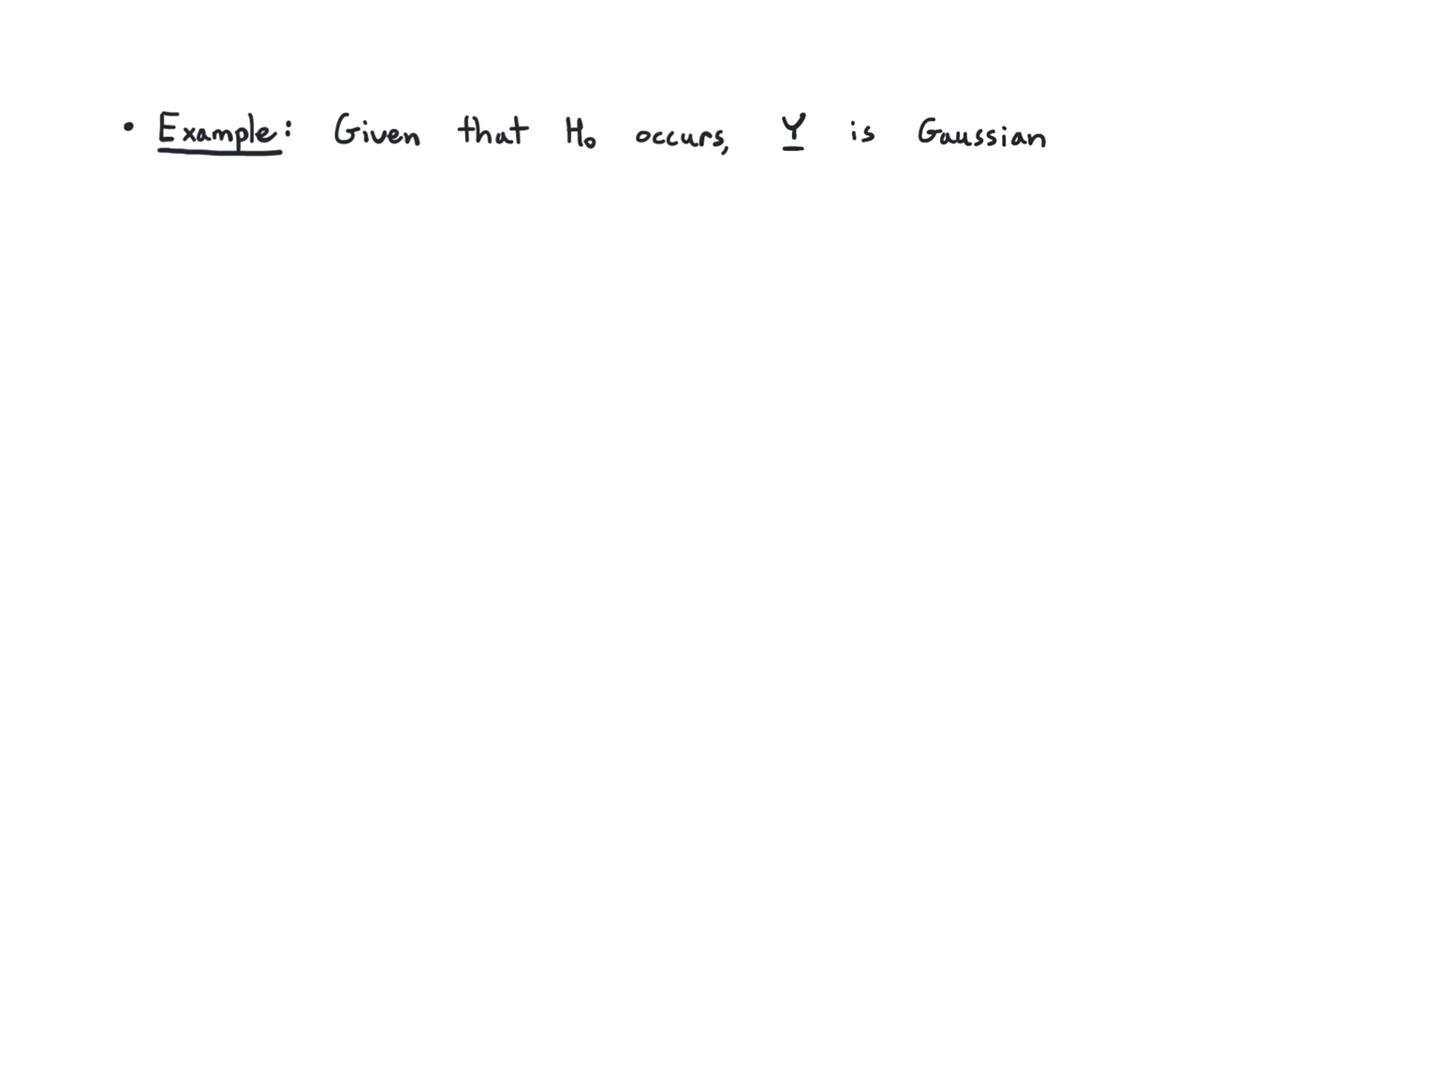 • Example: Given that H₀ occurs, Y is Gaussian